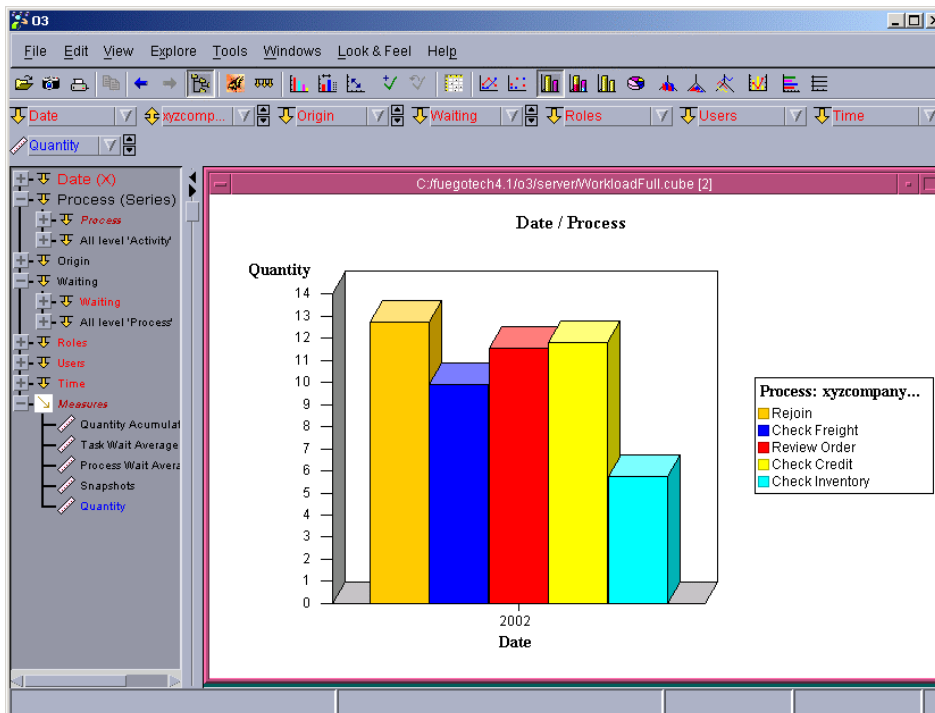 O3
File Edit View Explore Tools Windows Look & Feel Help
Date xyzcomp... Origin Waiting Roles Users Time
Quantity
Date (X)
Process (Series)
Process
All level 'Activity'
Origin
Waiting
Waiting
All level 'Process'
Roles
Users
Time
Measures
Quantity Acumulat
Task Wait Average
Process Wait Avera
Snapshots
Quantity
C:/fuegotech4.1/o3/server/WorkloadFull.cube [2]
Date / Process
Quantity
14
13
12
11
10
9
8
7
6
5
4
3
2
1
0
2002
Date
Process: xyzcompany...
Rejoin
Check Freight
Review Order
Check Credit
Check Inventory